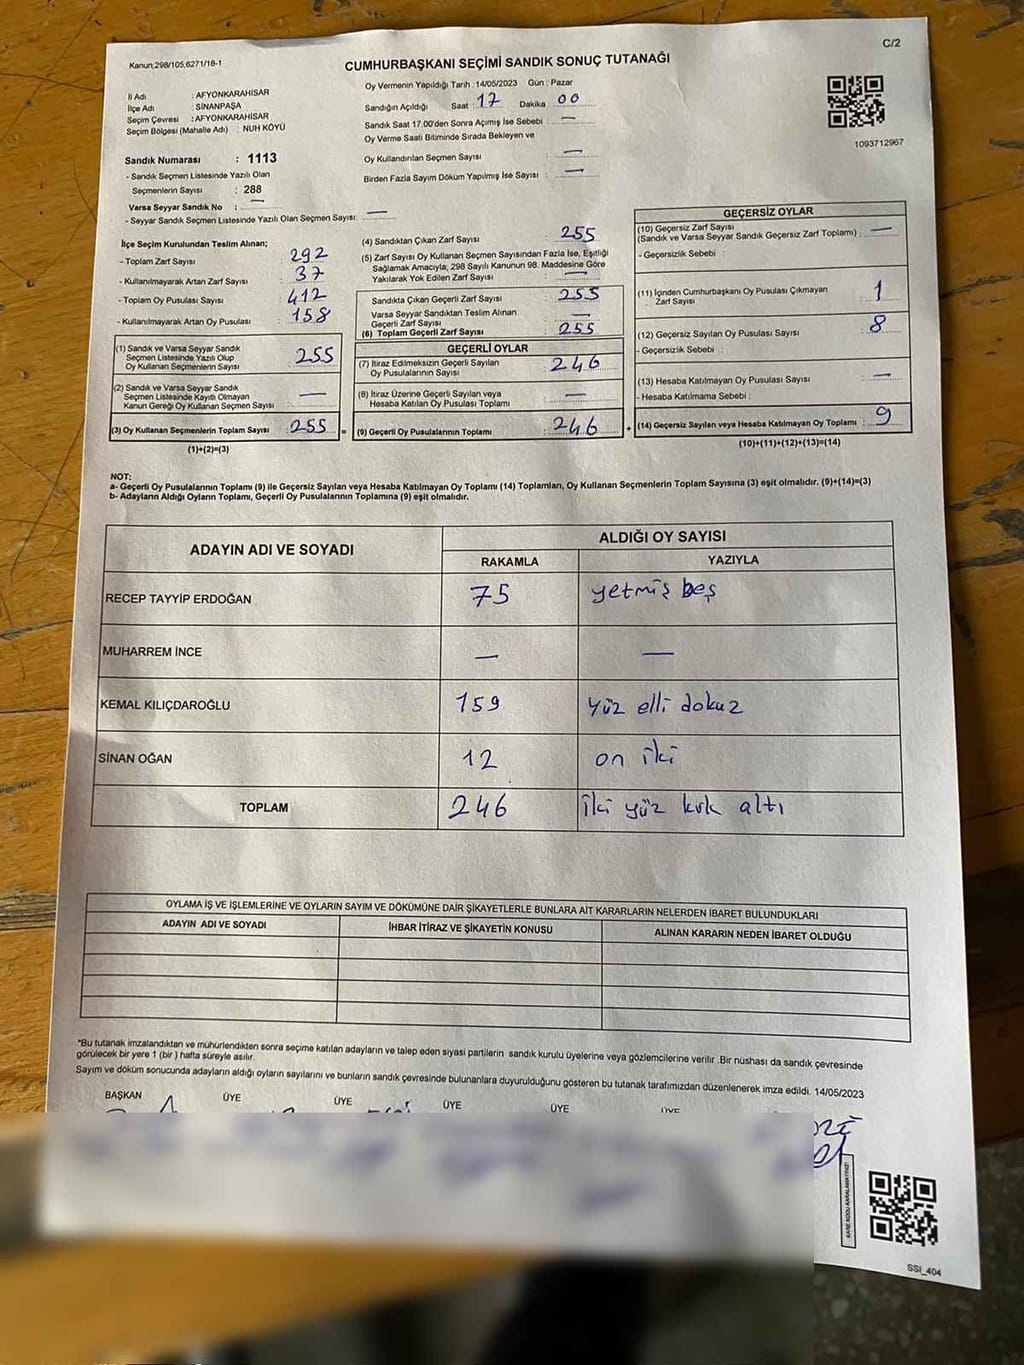 C/2
Kanun;298/105,6271/18-1
CUMHURBAŞKANI SEÇİMİ SANDIK SONUÇ TUTANAĞI
İl Adı : AFYONKARAHİSAR
İlçe Adı : SİNANPAŞA
Seçim Çevresi : AFYONKARAHİSAR
Seçim Bölgesi (Mahalle Adı) : NUH KÖYÜ
Sandık Numarası : 1113
- Sandık Seçmen Listesinde Yazılı Olan
Seçmenlerin Sayısı : 288
Varsa Seyyar Sandık No : —
- Seyyar Sandık Seçmen Listesinde Yazılı Olan Seçmen Sayısı: —
Oy Vermenin Yapıldığı Tarih : 14/05/2023 Gün : Pazar
Sandığın Açıldığı Saat : 17 Dakika 00
Sandık Saat 17.00'den Sonra Açımış İse Sebebi : —
Oy Verme Saati Bitiminde Sırada Bekleyen ve
Oy Kullandırılan Seçmen Sayısı : —
Birden Fazla Sayım Döküm Yapılmış İse Sayısı : —
1093712967
İlçe Seçim Kurulundan Teslim Alınan;
- Toplam Zarf Sayısı : 292
- Kullanılmayarak Artan Zarf Sayısı : 37
- Toplam Oy Pusulası Sayısı : 412
- Kullanılmayarak Artan Oy Pusulası : 158
(1) Sandık ve Varsa Seyyar Sandık
Seçmen Listesinde Yazılı Olup
Oy Kullanan Seçmenlerin Sayısı : 255
(2) Sandık ve Varsa Seyyar Sandık
Seçmen Listesinde Kayıtlı Olmayan
Kanun Gereği Oy Kullanan Seçmen Sayısı : —
(3) Oy Kullanan Seçmenlerin Toplam Sayısı : 255 =
(1)+(2)=(3)
(4) Sandıktan Çıkan Zarf Sayısı : 255
(5) Zarf Sayısı Oy Kullanan Seçmen Sayısından Fazla İse, Eşitliği
Sağlamak Amacıyla, 298 Sayılı Kanunun 98. Maddesine Göre
Yakılarak Yok Edilen Zarf Sayısı : —
Sandıkta Çıkan Geçerli Zarf Sayısı : 255
Varsa Seyyar Sandıktan Teslim Alınan
Geçerli Zarf Sayısı : —
(6) Toplam Geçerli Zarf Sayısı : 255
GEÇERLİ OYLAR
(7) İtiraz Edilmeksizin Geçerli Sayılan
Oy Pusulalarının Sayısı : 246
(8) İtiraz Üzerine Geçerli Sayılan veya
Hesaba Katılan Oy Pusulası Toplamı : —
(9) Geçerli Oy Pusulalarının Toplamı : 246 +
GEÇERSİZ OYLAR
(10) Geçersiz Zarf Sayısı
(Sandık ve Varsa Seyyar Sandık Geçersiz Zarf Toplamı) : —
- Geçersizlik Sebebi :
(11) İçinden Cumhurbaşkanı Oy Pusulası Çıkmayan
Zarf Sayısı : 1
(12) Geçersiz Sayılan Oy Pusulası Sayısı : 8
- Geçersizlik Sebebi :
(13) Hesaba Katılmayan Oy Pusulası Sayısı : —
- Hesaba Katılmama Sebebi :
(14) Geçersiz Sayılan veya Hesaba Katılmayan Oy Toplamı : 9
(10)+(11)+(12)+(13)=(14)
NOT:
a- Geçerli Oy Pusulalarının Toplamı (9) ile Geçersiz Sayılan veya Hesaba Katılmayan Oy Toplamı (14) Toplamları, Oy Kullanan Seçmenlerin Toplam Sayısına (3) eşit olmalıdır. (9)+(14)=(3)
b- Adayların Aldığı Oyların Toplamı, Geçerli Oy Pusulalarının Toplamına (9) eşit olmalıdır.
ADAYIN ADI VE SOYADI ALDIĞI OY SAYISI
RAKAMLA YAZIYLA
RECEP TAYYİP ERDOĞAN 75 yetmiş beş
MUHARREM İNCE — —
KEMAL KILIÇDAROĞLU 159 yüz elli dokuz
SİNAN OĞAN 12 on iki
TOPLAM 246 iki yüz kırk altı
OYLAMA İŞ VE İŞLEMLERİNE VE OYLARIN SAYIM VE DÖKÜMÜNE DAİR ŞİKAYETLERLE BUNLARA AİT KARARLARIN NELERDEN İBARET BULUNDUKLARI
ADAYIN ADI VE SOYADI İHBAR İTİRAZ VE ŞİKAYETİN KONUSU ALINAN KARARIN NEDEN İBARET OLDUĞU
*Bu tutanak imzalandıktan ve mühürlendikten sonra seçime katılan adayların ve talep eden siyasi partilerin sandık kurulu üyelerine veya gözlemcilerine verilir .Bir nüshası da sandık çevresinde
görülecek bir yere 1 (bir ) hafta süreyle asılır.
Sayım ve döküm sonucunda adayların aldığı oyların sayılarını ve bunların sandık çevresinde bulunanlara duyurulduğunu gösteren bu tutanak tarafımızdan düzenlenerek imza edildi. 14/05/2023
BAŞKAN ÜYE ÜYE ÜYE ÜYE ÜYE
KARE KODU KARALAMAYINIZ!
SSI_404